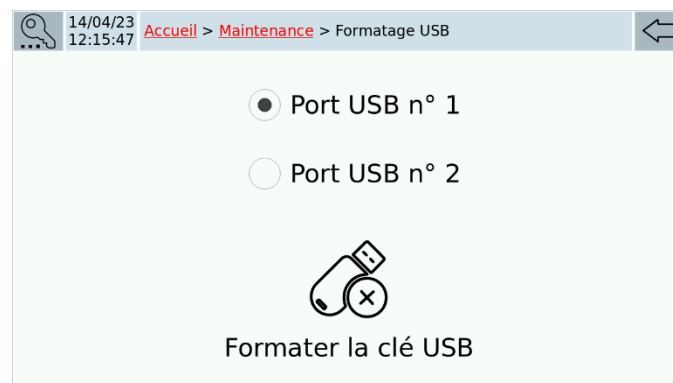 14/04/23
12:15:47
Accueil > Maintenance > Formatage USB
Port USB n° 1
Port USB n° 2
Formater la clé USB